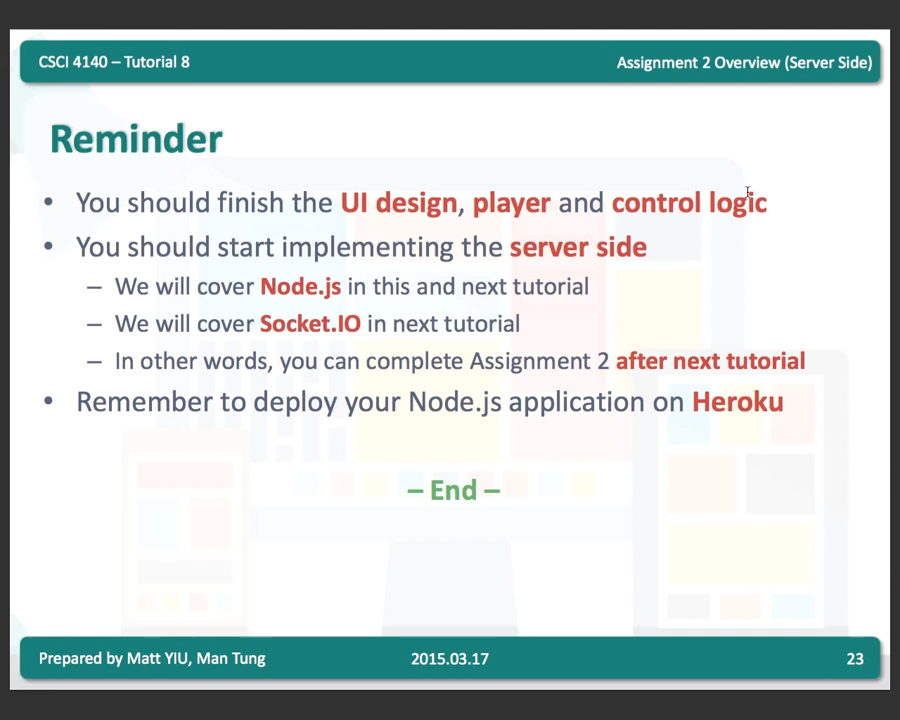 CSCI 4140 – Tutorial 8
Assignment 2 Overview (Server Side)
Reminder
• You should finish the UI design, player and control logic
• You should start implementing the server side
– We will cover Node.js in this and next tutorial
– We will cover Socket.IO in next tutorial
– In other words, you can complete Assignment 2 after next tutorial
• Remember to deploy your Node.js application on Heroku
– End –
Prepared by Matt YIU, Man Tung
2015.03.17
23